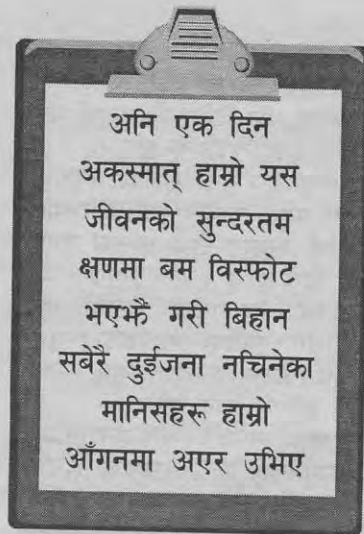 अनि एक दिन
अकस्मात् हाम्रो यस
जीवनको सुन्दरतम
क्षणमा बम विस्फोट
भएझैँ गरी बिहान
सबेरै दुईजना नचिनेका
मानिसहरू हाम्रो
आँगनमा अएर उभिए